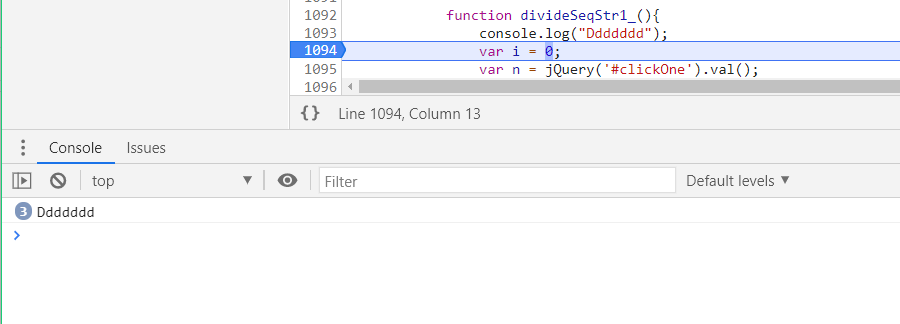 1091
1092 function divideSeqStr1_(){
1093 console.log("Ddddddd");
1094 var i = 0;
1095 var n = jQuery('#clickOne').val();
1096
{} Line 1094, Column 13
Console Issues
top Filter Default levels
3 Ddddddd